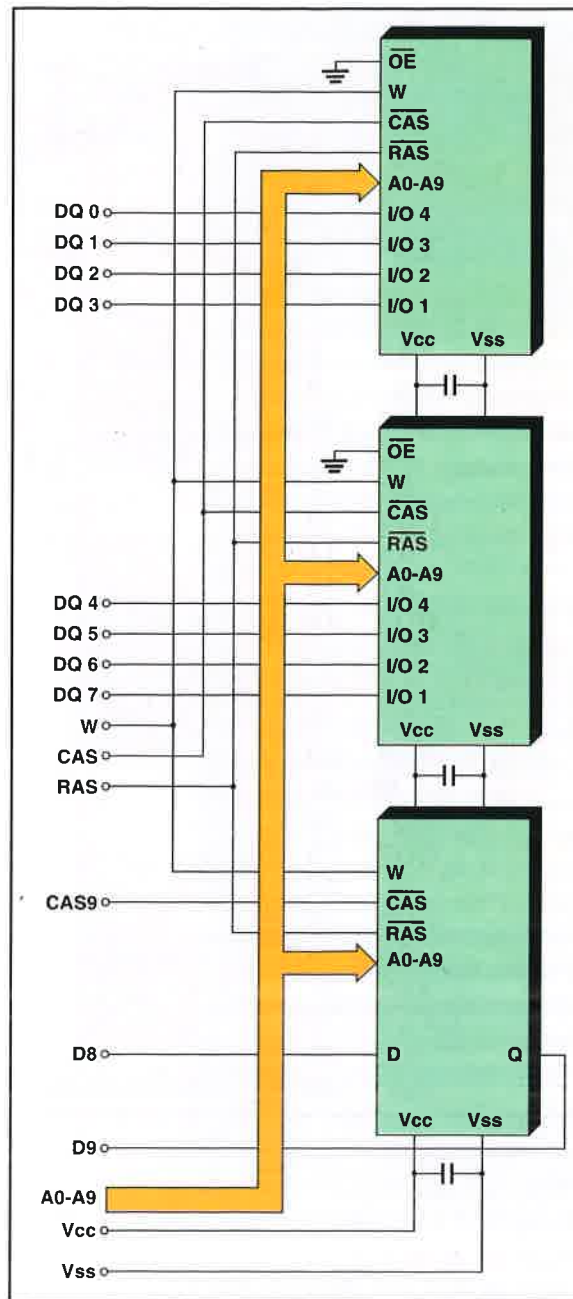 OE
W
CAS
RAS
A0-A9
DQ 0 I/O 4
DQ 1 I/O 3
DQ 2 I/O 2
DQ 3 I/O 1
Vcc Vss
OE
W
CAS
RAS
A0-A9
DQ 4 I/O 4
DQ 5 I/O 3
DQ 6 I/O 2
DQ 7 I/O 1
W
Vcc Vss
CAS
RAS
W
CAS9 CAS
RAS
A0-A9
D8 D Q
Vcc Vss
D9
A0-A9
Vcc
Vss